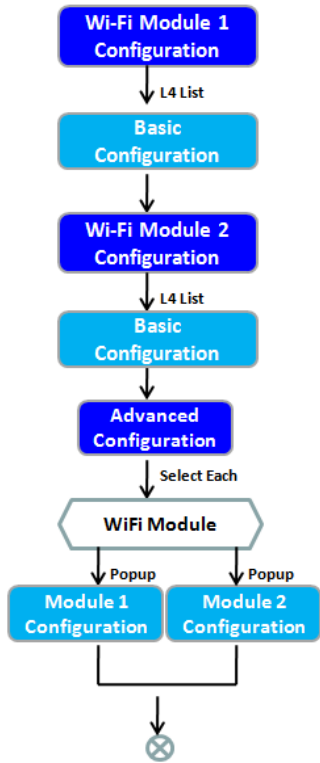 Wi-Fi Module 1
Configuration
L4 List
Basic
Configuration
Wi-Fi Module 2
Configuration
L4 List
Basic
Configuration
Advanced
Configuration
Select Each
WiFi Module
Popup
Popup
Module 1
Configuration
Module 2
Configuration